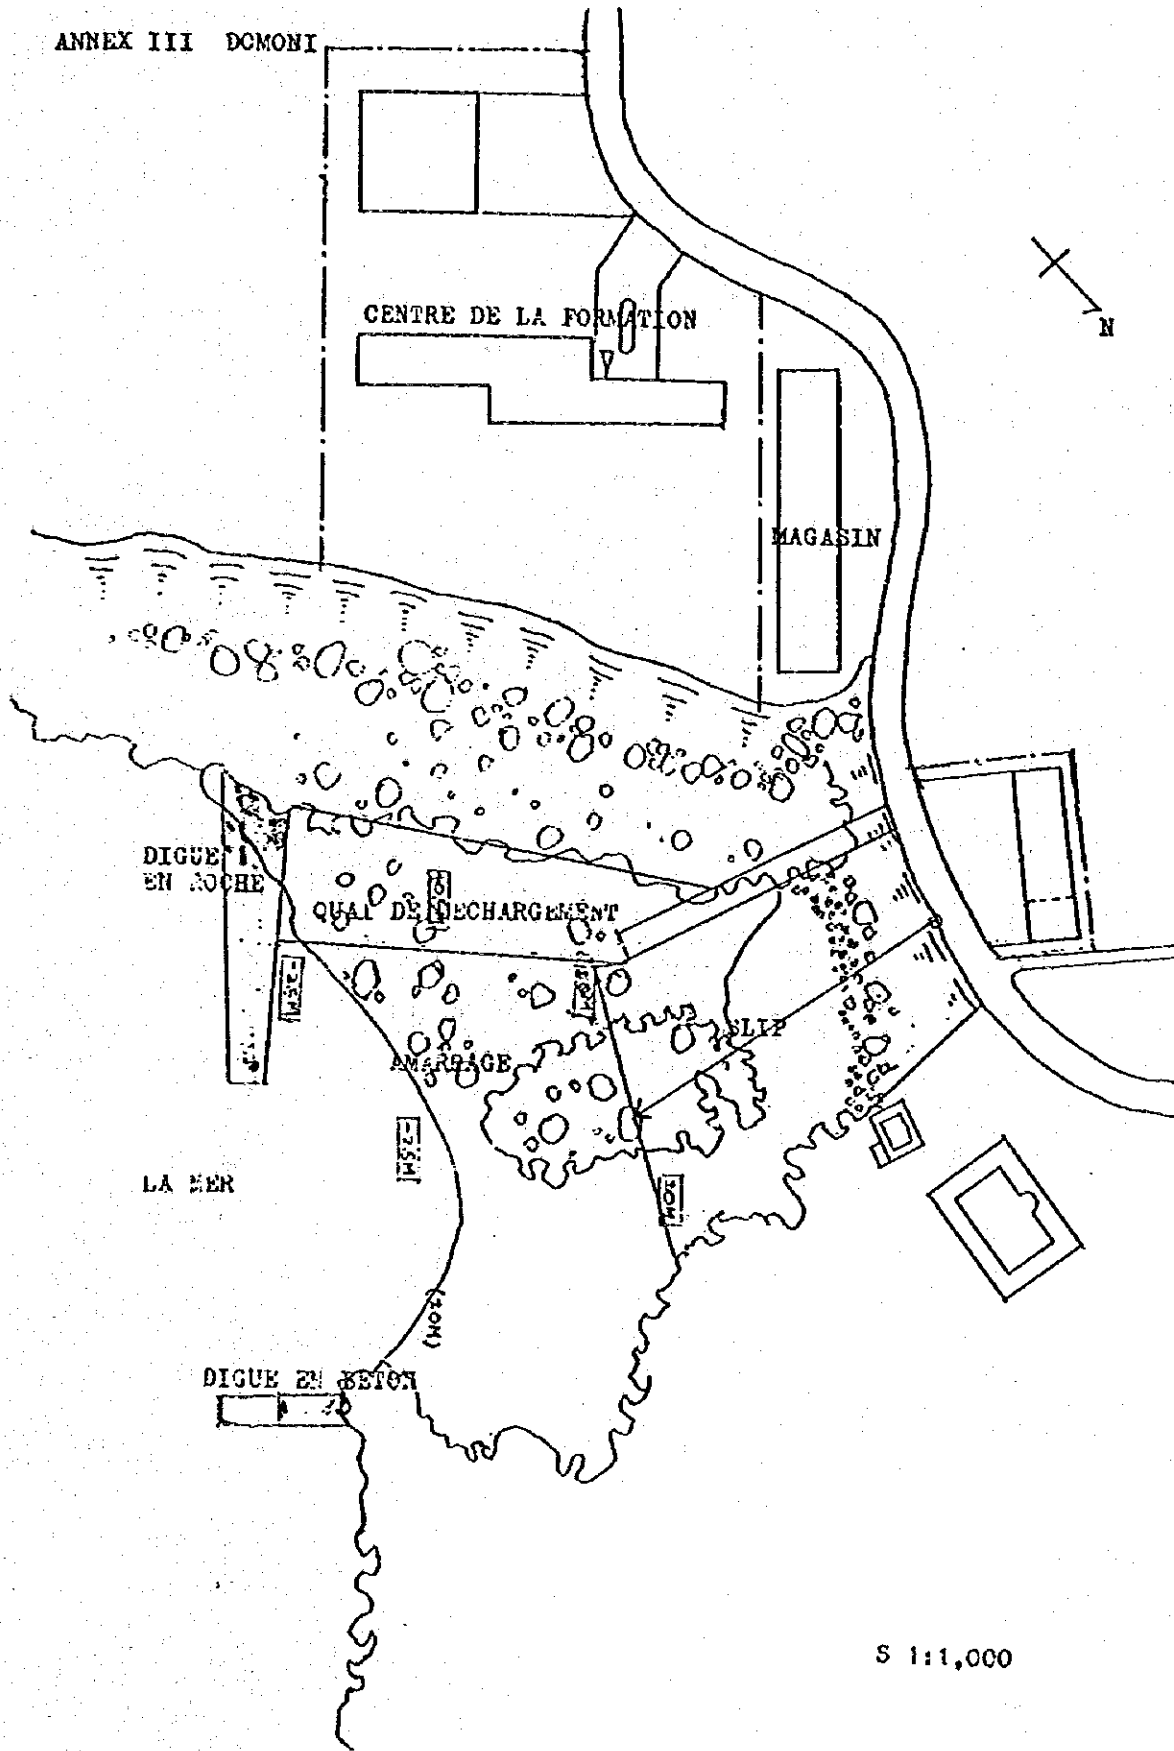 ANNEX III DOMONI
N
CENTRE DE LA FORMATION
MAGASIN
DIGUE
EN ROCHE
QUAI DE DECHARGEMENT
SLIP
AMARRAGE
LA MER
DIGUE EN BETON
S 1:1,000